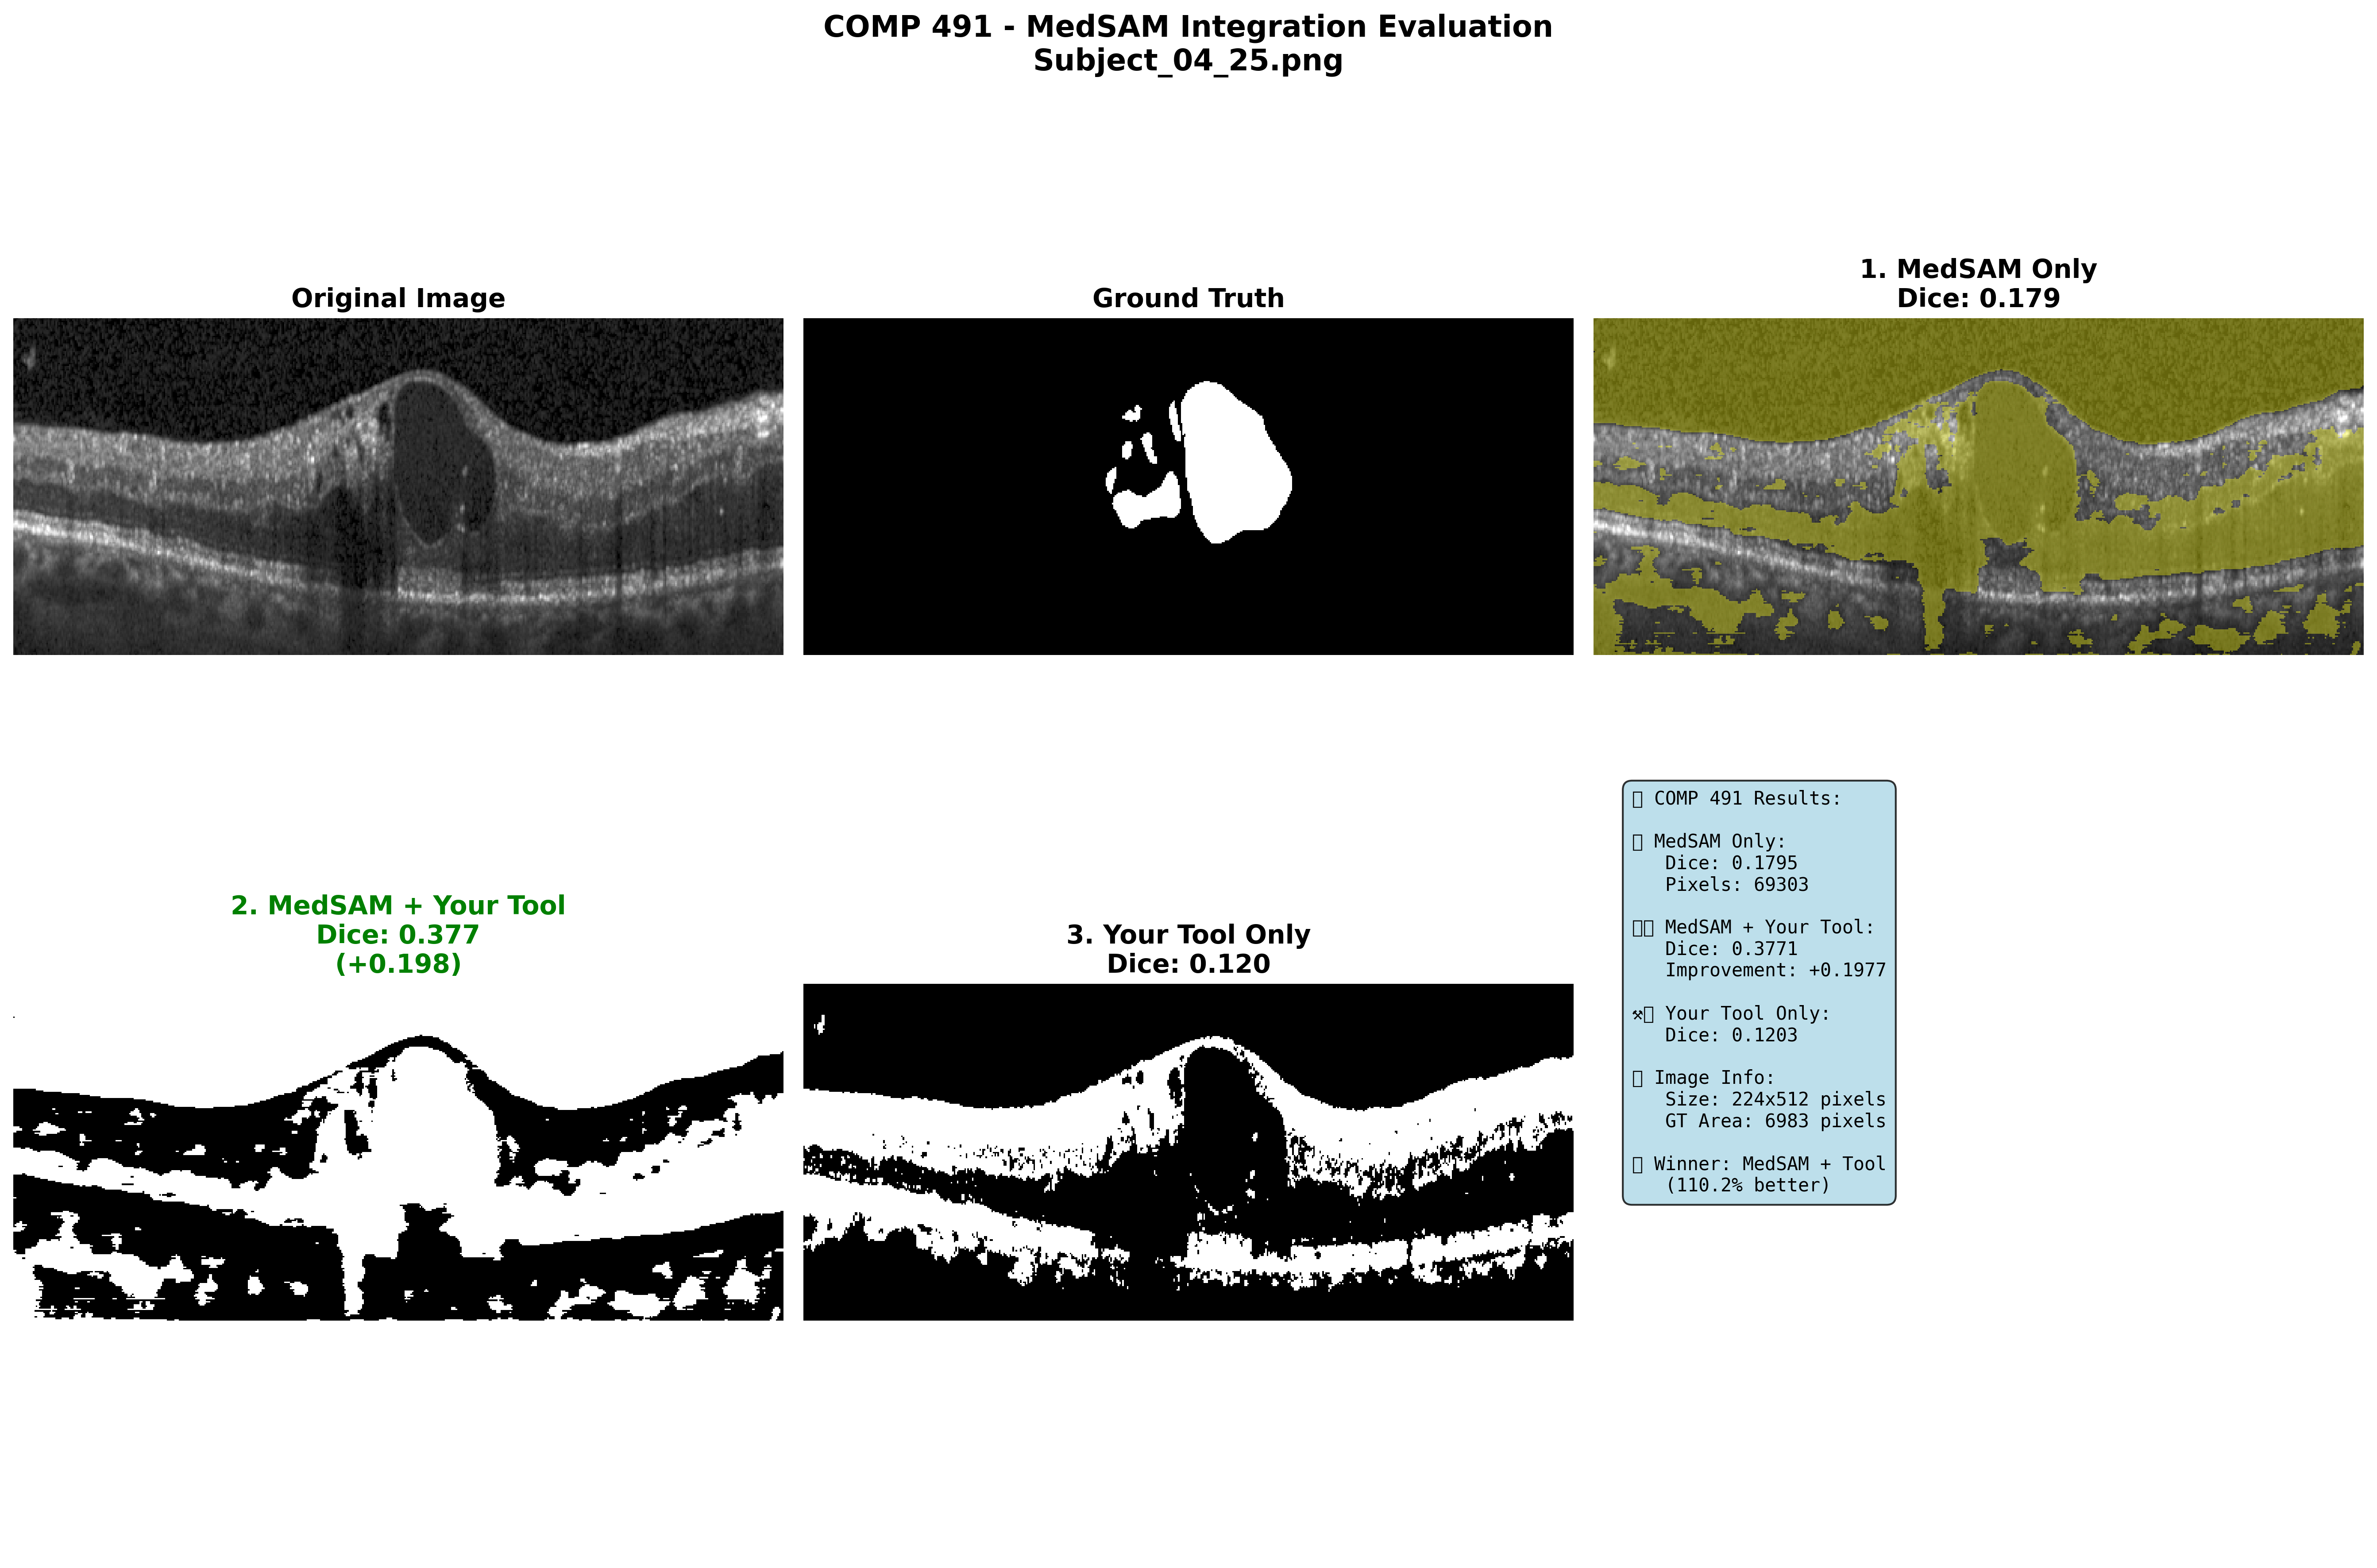 COMP 491 - MedSAM Integration Evaluation
Subject_04_25.png
Original Image
Ground Truth
1. MedSAM Only
Dice: 0.179
2. MedSAM + Your Tool
Dice: 0.377
(+0.198)
3. Your Tool Only
Dice: 0.120
▯ COMP 491 Results:
▯ MedSAM Only:
Dice: 0.1795
Pixels: 69303
▯▯ MedSAM + Your Tool:
Dice: 0.3771
Improvement: +0.1977
⚒▯ Your Tool Only:
Dice: 0.1203
▯ Image Info:
Size: 224x512 pixels
GT Area: 6983 pixels
▯ Winner: MedSAM + Tool
(110.2% better)